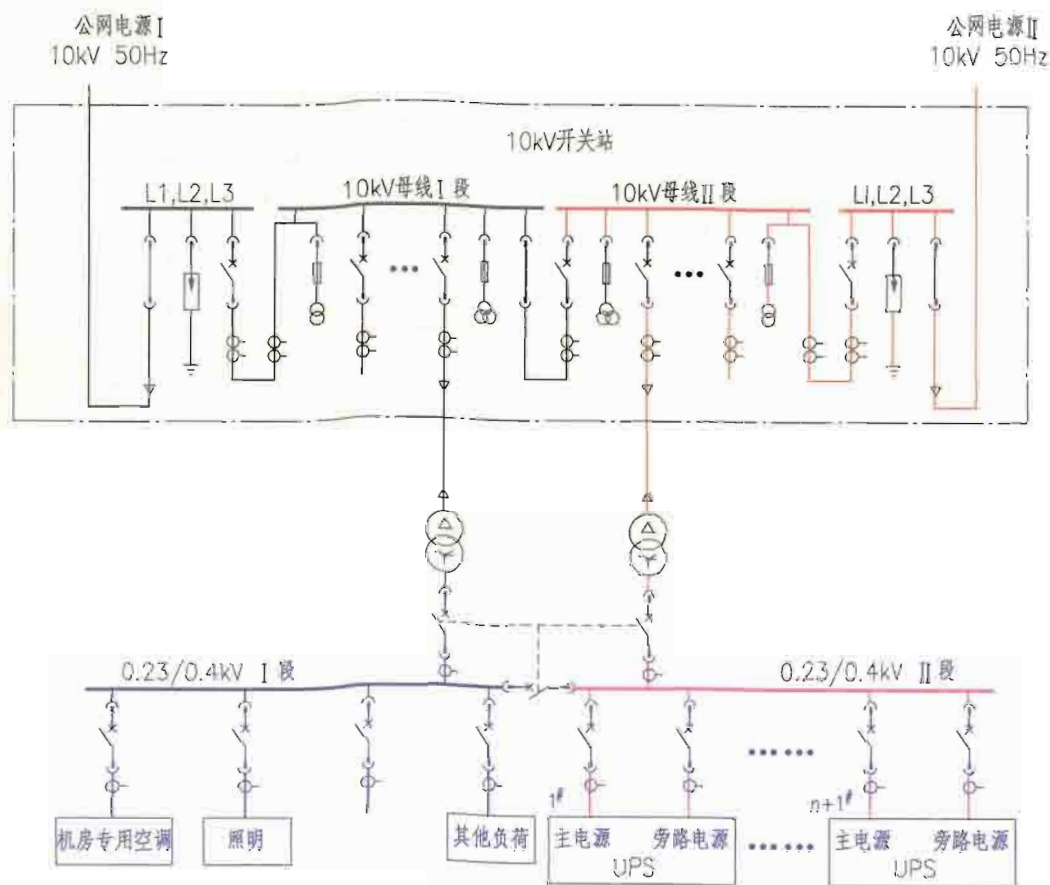 公网电源Ⅰ
10kV 50Hz
公网电源Ⅱ
10kV 50Hz
10kV开关站
L1,L2,L3
10kV母线Ⅰ段
10kV母线Ⅱ段
L1,L2,L3
0.23/0.4kV Ⅰ段
0.23/0.4kV Ⅱ段
1#
n+1#
机房专用空调
照明
其他负荷
主电源
旁路电源
UPS
主电源
旁路电源
UPS